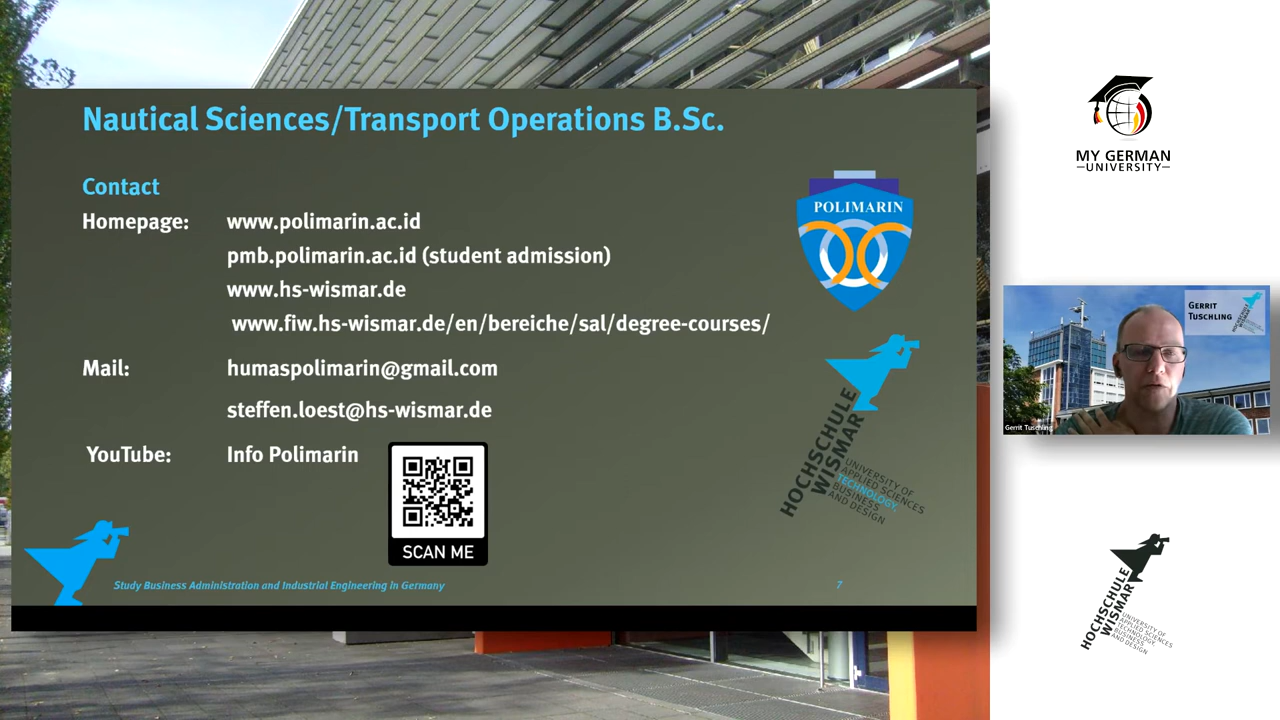 Nautical Sciences/Transport Operations B.Sc.
Contact
Homepage: www.polimarin.ac.id
pmb.polimarin.ac.id (student admission)
www.hs-wismar.de
www.fiw.hs-wismar.de/en/bereiche/sal/degree-courses/
Mail: humaspolimarin@gmail.com
steffen.loest@hs-wismar.de
YouTube: Info Polimarin
SCAN ME
Study Business Administration and Industrial Engineering in Germany
7
POLIMARIN
HOCHSCHULE
WISMAR
UNIVERSITY OF
APPLIED SCIENCES
TECHNOLOGY,
BUSINESS
AND DESIGN
MY GERMAN
UNIVERSITY
GERRIT
TUSCHLING
HOCHSCHULE
WISMAR
Gerrit Tuschling
HOCHSCHULE
WISMAR
UNIVERSITY OF
APPLIED SCIENCES
TECHNOLOGY,
BUSINESS
AND DESIGN